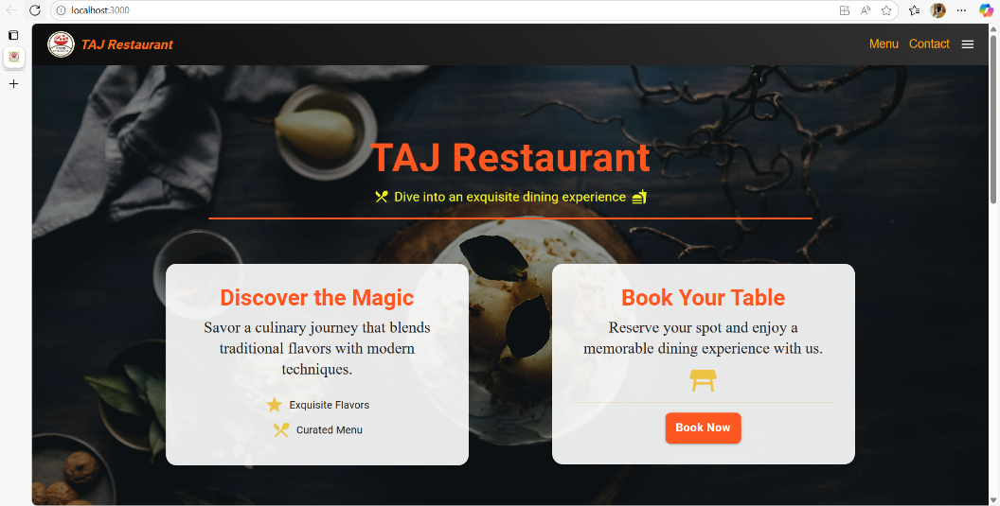 localhost:3000
TAJ Restaurant
Menu Contact
TAJ Restaurant
Dive into an exquisite dining experience
Discover the Magic
Savor a culinary journey that blends
traditional flavors with modern
techniques.
Exquisite Flavors
Curated Menu
Book Your Table
Reserve your spot and enjoy a
memorable dining experience with us.
Book Now